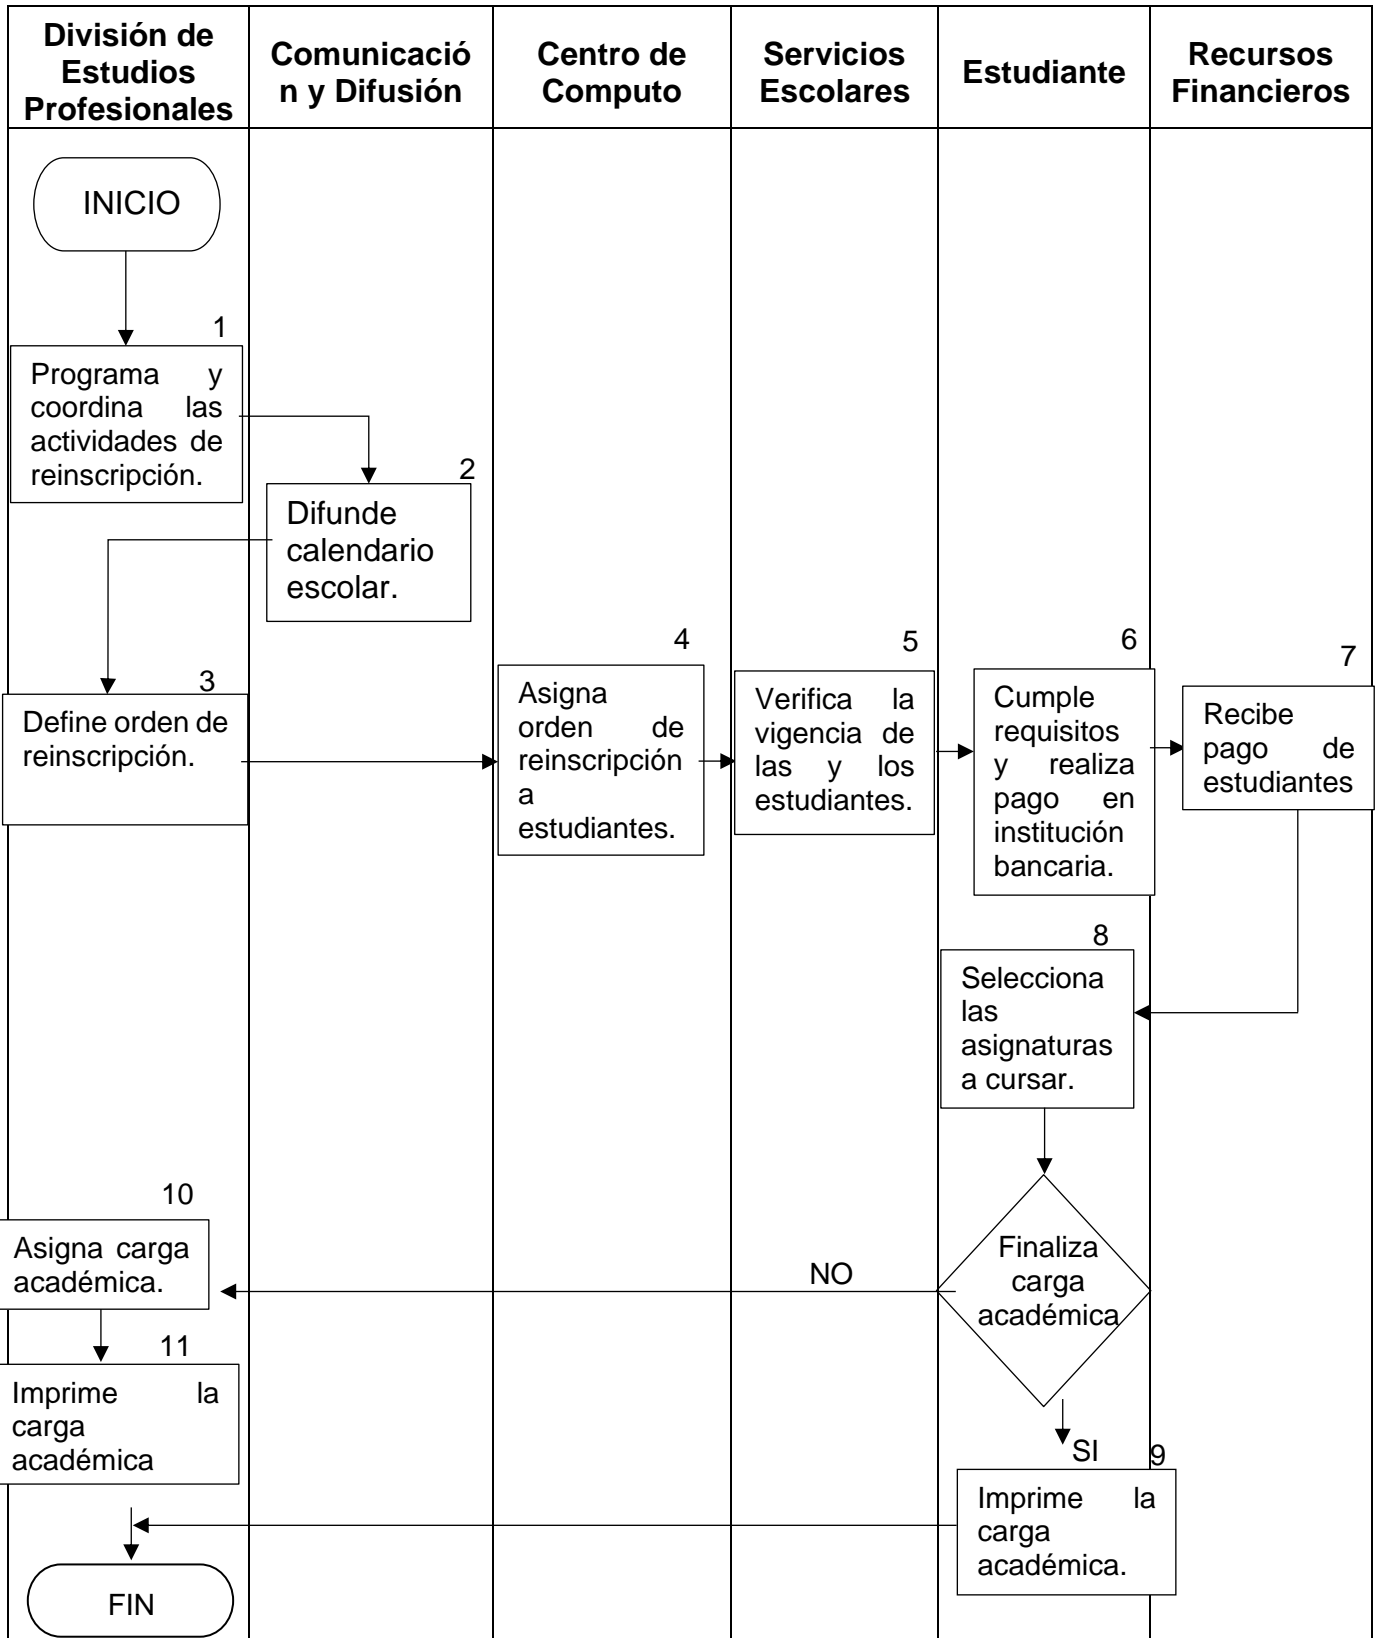 División de
Estudios
Profesionales
Comunicació
n y Difusión
Centro de
Computo
Servicios
Escolares
Estudiante
Recursos
Financieros
INICIO
1
Programa y
coordina las
actividades de
reinscripción.
2
Difunde
calendario
escolar.
3
Define orden de
reinscripción.
4
Asigna
orden de
reinscripción
a
estudiantes.
5
Verifica la
vigencia de
las y los
estudiantes.
6
Cumple
requisitos
y realiza
pago en
institución
bancaria.
7
Recibe
pago de
estudiantes
8
Selecciona
las
asignaturas
a cursar.
Finaliza
carga
académica
NO
10
Asigna carga
académica.
11
Imprime la
carga
académica
SI
9
Imprime la
carga
académica.
FIN